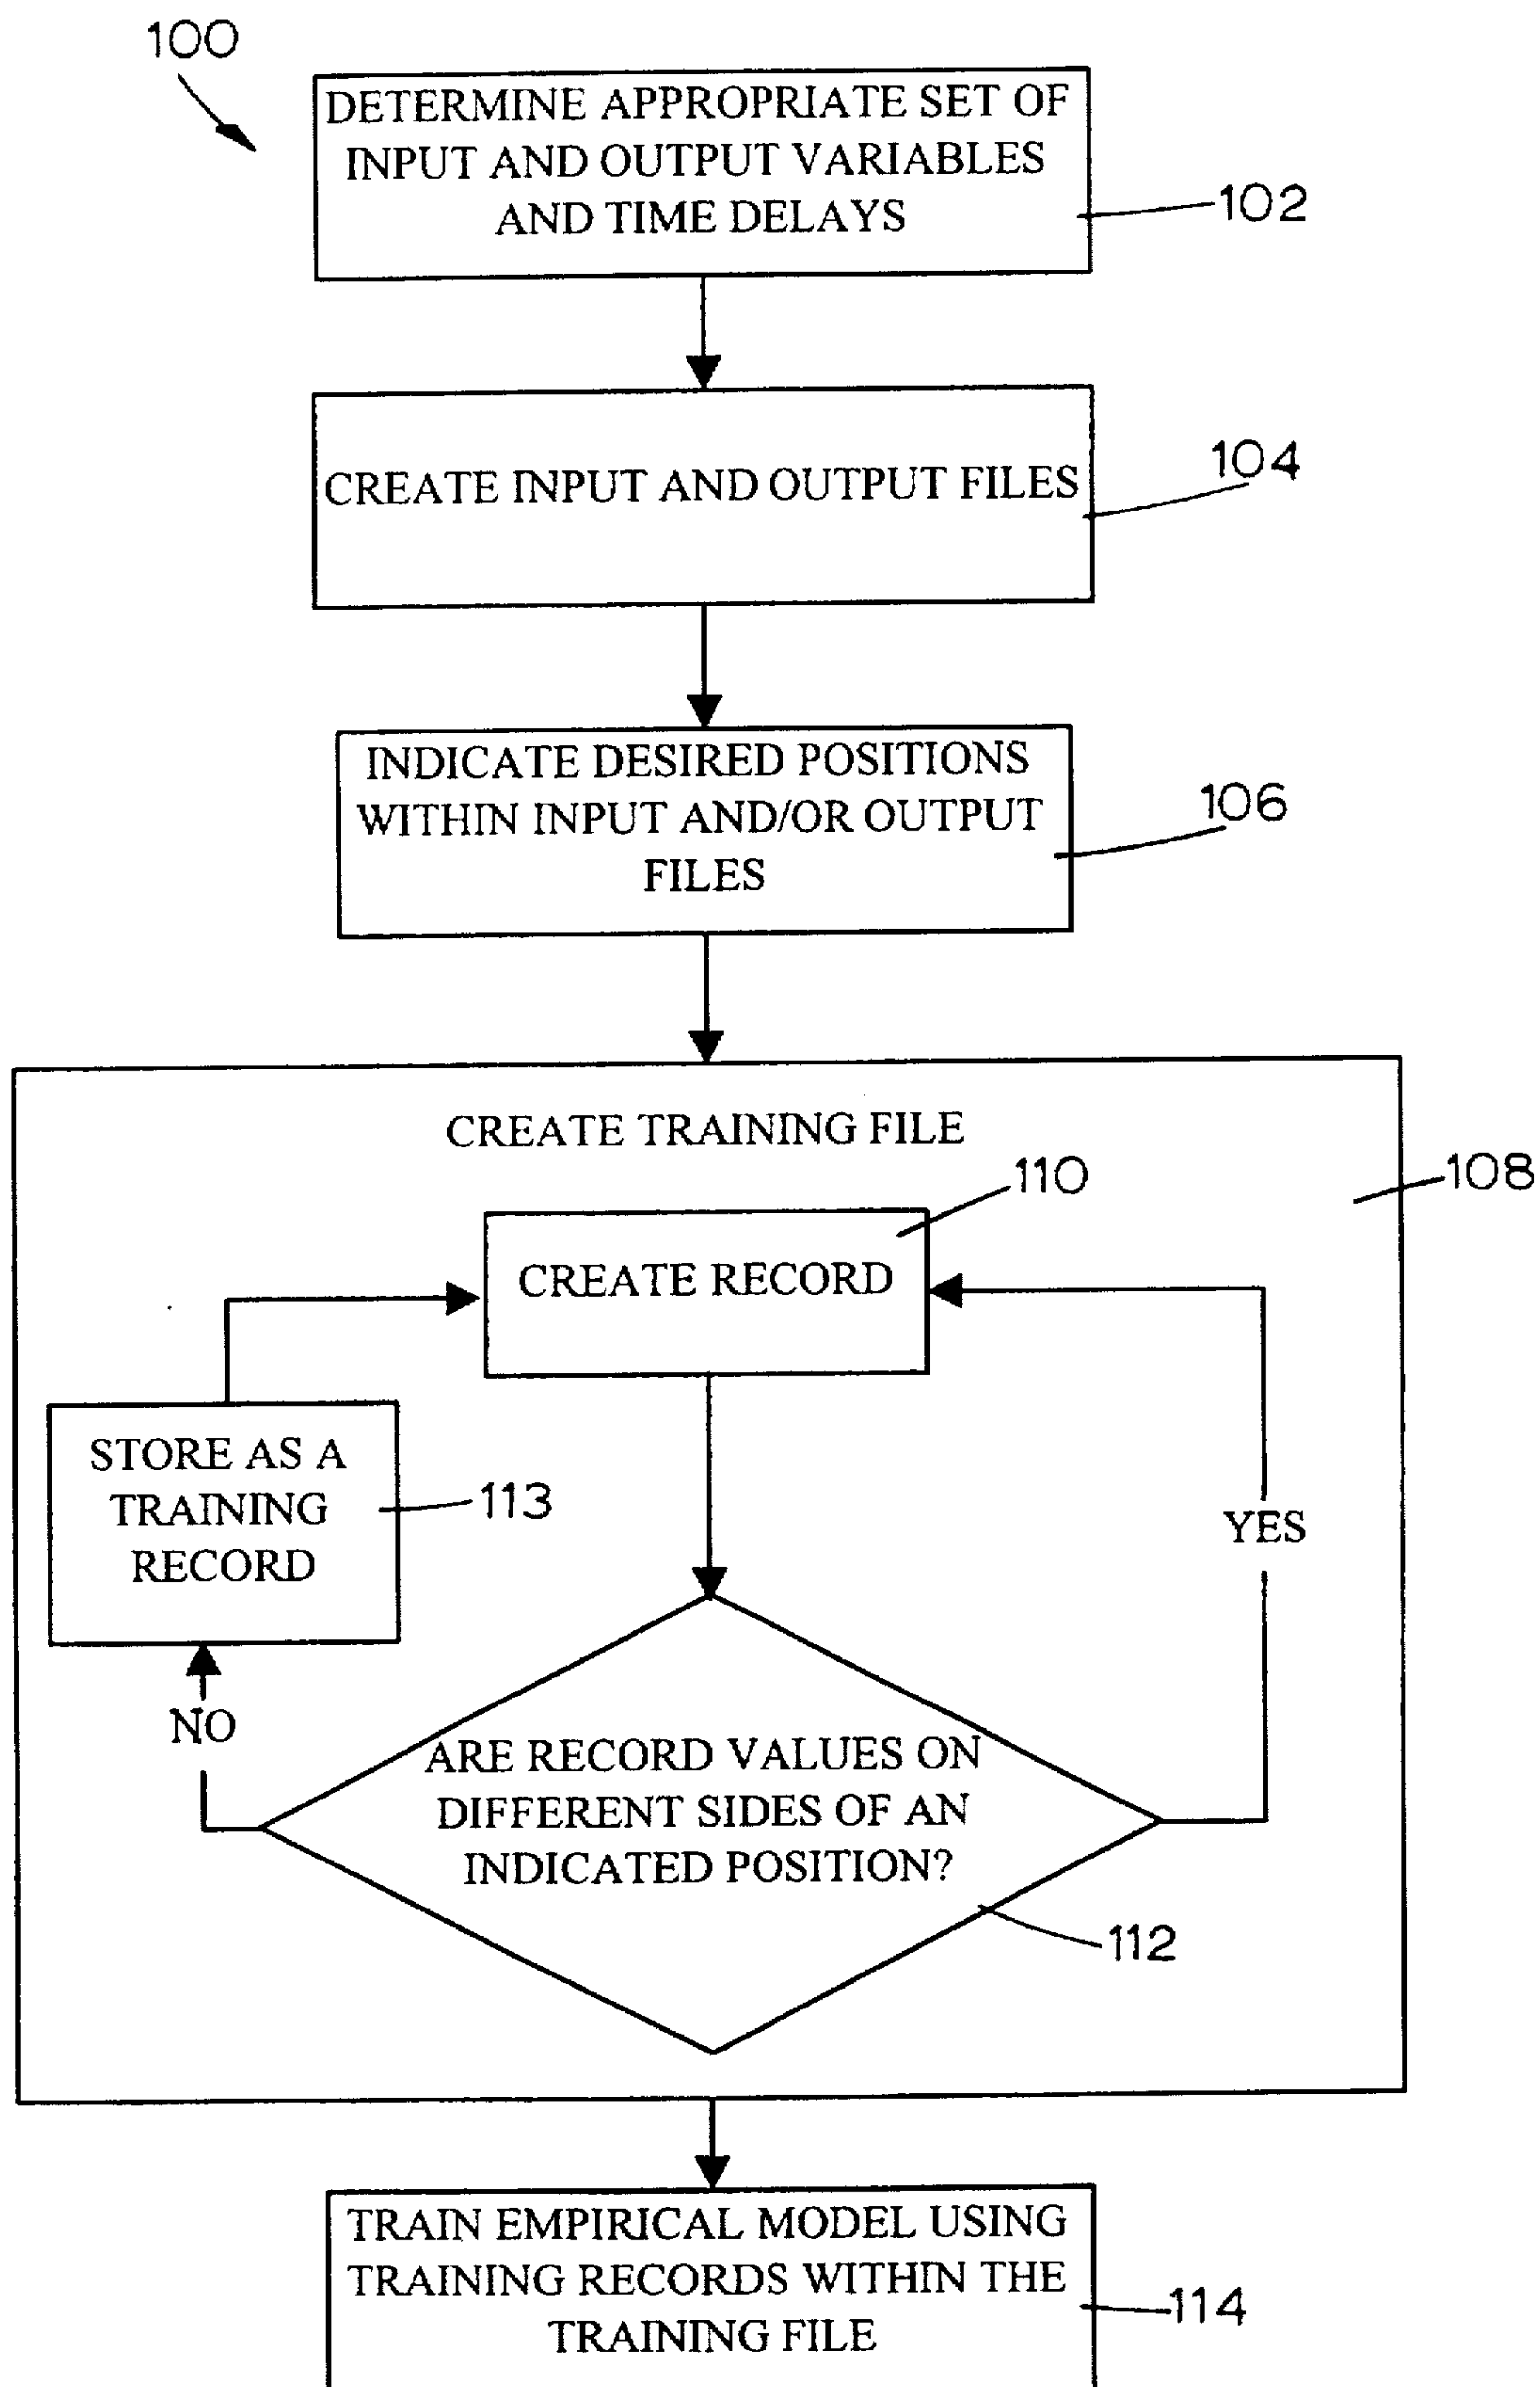 100
DETERMINE APPROPRIATE SET OF
INPUT AND OUTPUT VARIABLES
AND TIME DELAYS
102
CREATE INPUT AND OUTPUT FILES
104
INDICATE DESIRED POSITIONS
WITHIN INPUT AND/OR OUTPUT
FILES
106
CREATE TRAINING FILE
108
110
CREATE RECORD
STORE AS A
TRAINING
RECORD
113
YES
NO
ARE RECORD VALUES ON
DIFFERENT SIDES OF AN
INDICATED POSITION?
112
TRAIN EMPIRICAL MODEL USING
TRAINING RECORDS WITHIN THE
TRAINING FILE
114